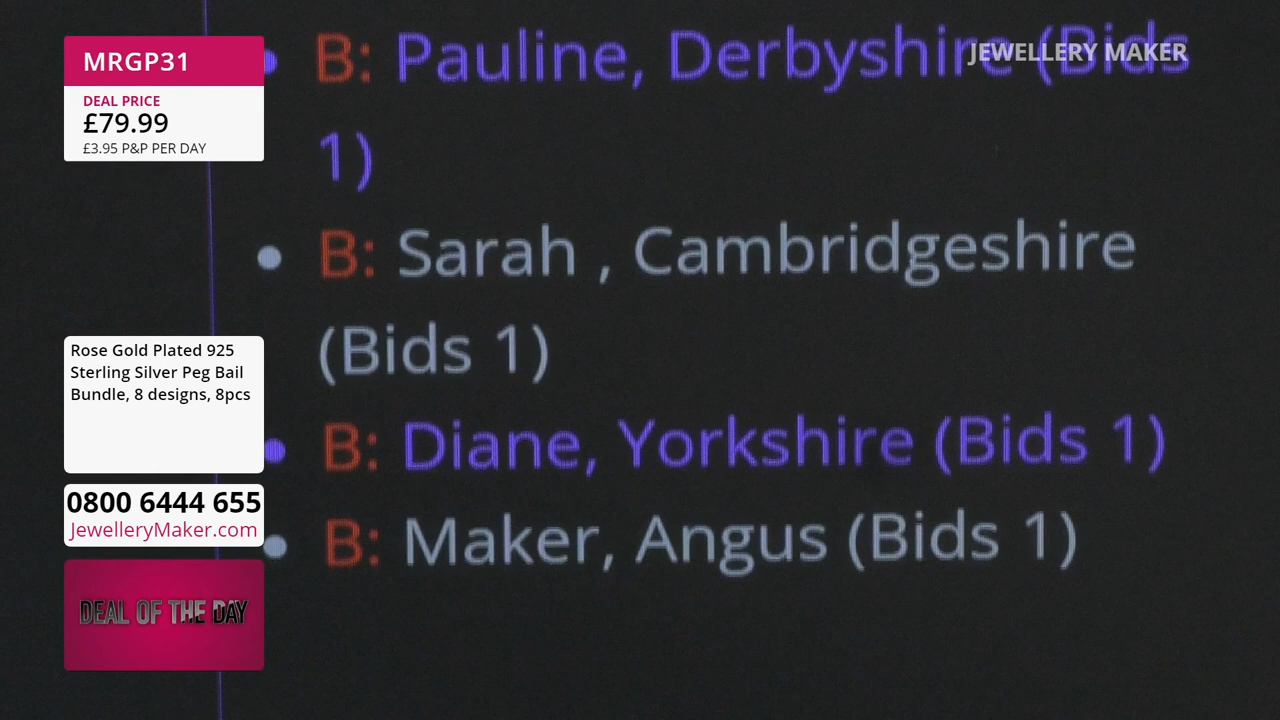 MRGP31
DEAL PRICE
£79.99
£3.95 P&P PER DAY
JEWELLERY MAKER
B: Pauline, Derbyshire (Bids
1)
B: Sarah , Cambridgeshire
(Bids 1)
B: Diane, Yorkshire (Bids 1)
B: Maker, Angus (Bids 1)
Rose Gold Plated 925
Sterling Silver Peg Bail
Bundle, 8 designs, 8pcs
0800 6444 655
JewelleryMaker.com
DEAL OF THE DAY